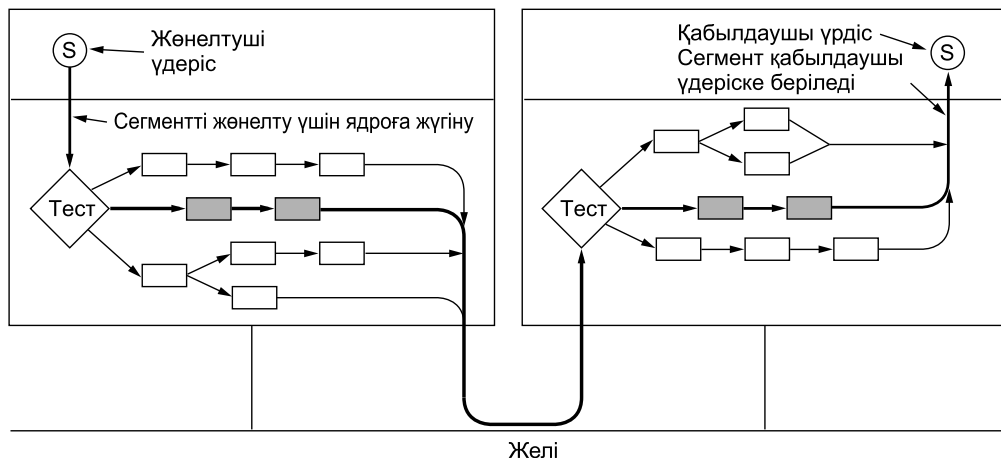 S
Жөнелтуші
үдеріс
Сегментті жөнелту үшін ядроға жүгіну
Тест
Қабылдаушы үрдіс
Сегмент қабылдаушы
үдеріске беріледі
S
Тест
Желі